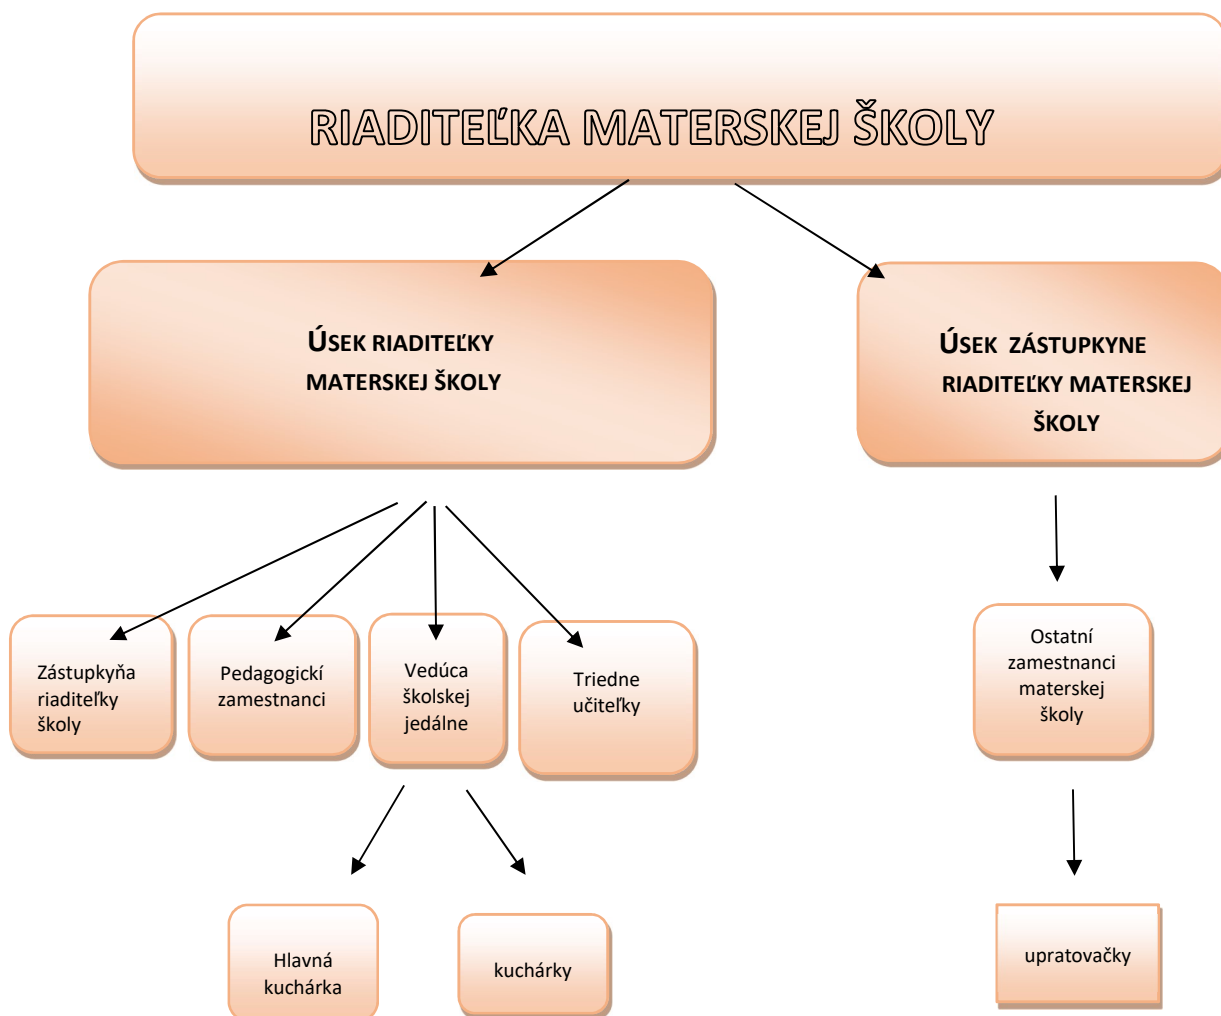 RIADITEĽKA MATERSKEJ ŠKOLY
ÚSEK RIADITEĽKY
MATERSKEJ ŠKOLY
ÚSEK ZÁSTUPKYNE
RIADITEĽKY MATERSKEJ
ŠKOLY
Zástupkyňa
riaditeľky
školy
Pedagogickí
zamestnanci
Vedúca
školskej
jedálne
Triedne
učiteľky
Ostatní
zamestnanci
materskej
školy
Hlavná
kuchárka
kuchárky
upratovačky